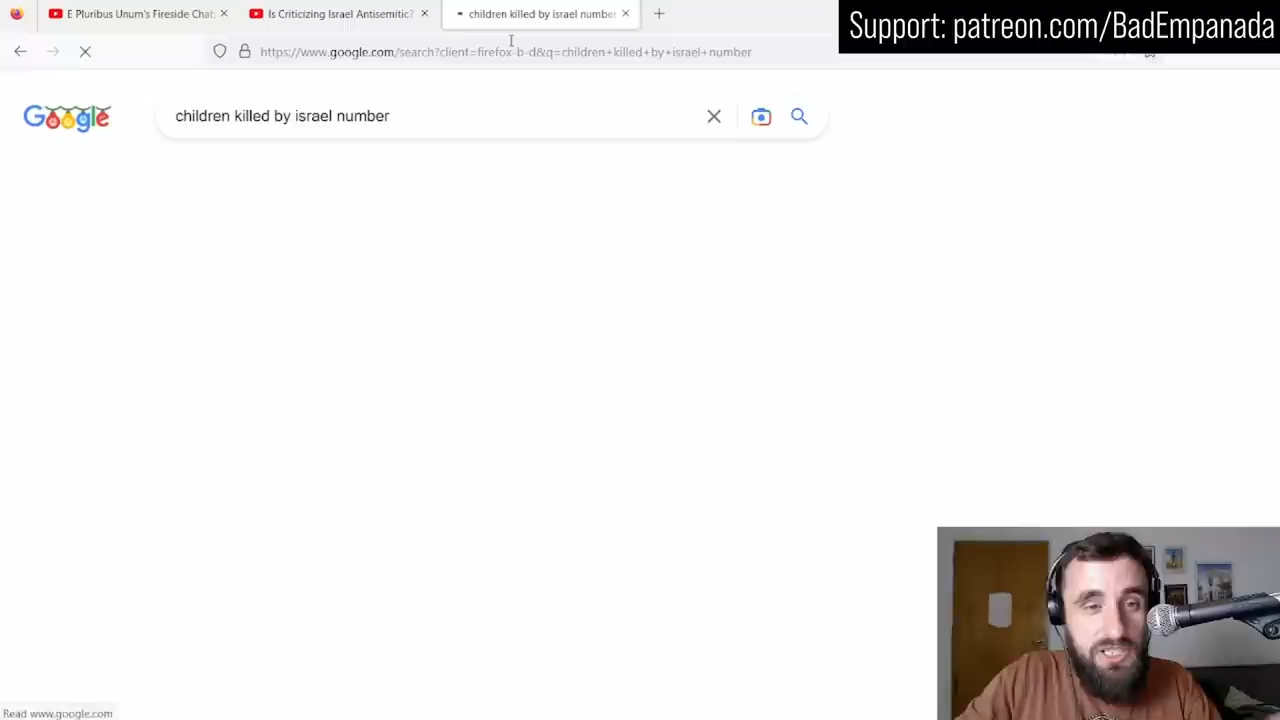 E Pluribus Unum's Fireside Chat
Is Criticizing Israel Antisemitic?
children killed by israel number
Support: patreon.com/BadEmpanada
https://www.google.com/search?client=firefox-b-d&q=children+killed+by+israel+number
Google
children killed by israel number
Read www.google.com